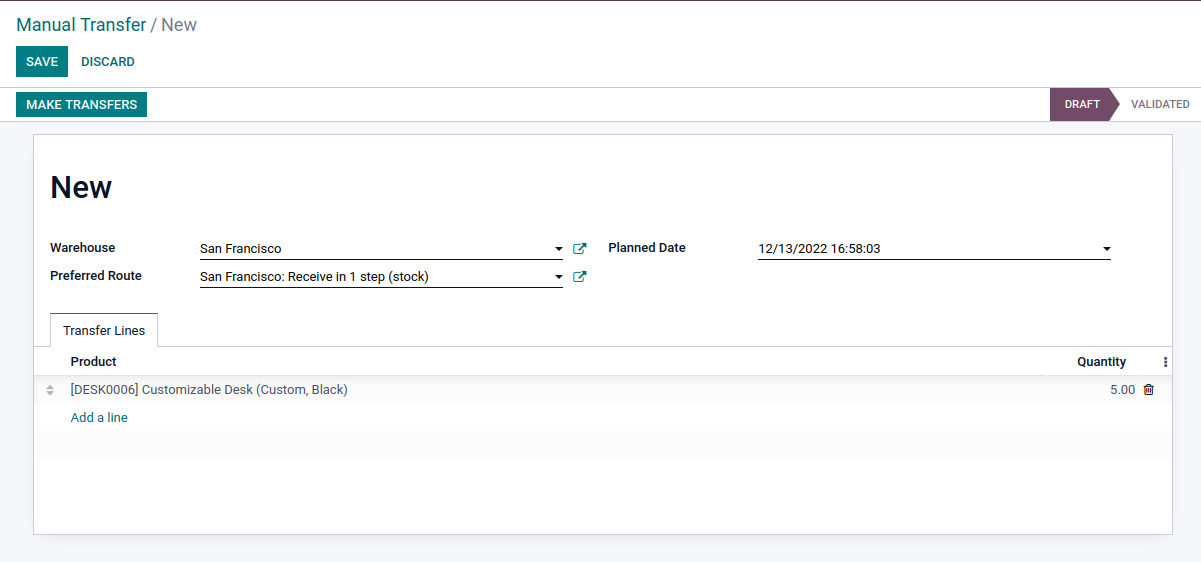 Manual Transfer / New
SAVE DISCARD
MAKE TRANSFERS DRAFT VALIDATED
New
Warehouse San Francisco Planned Date 12/13/2022 16:58:03
Preferred Route San Francisco: Receive in 1 step (stock)
Transfer Lines
Product Quantity
[DESK0006] Customizable Desk (Custom, Black) 5.00
Add a line